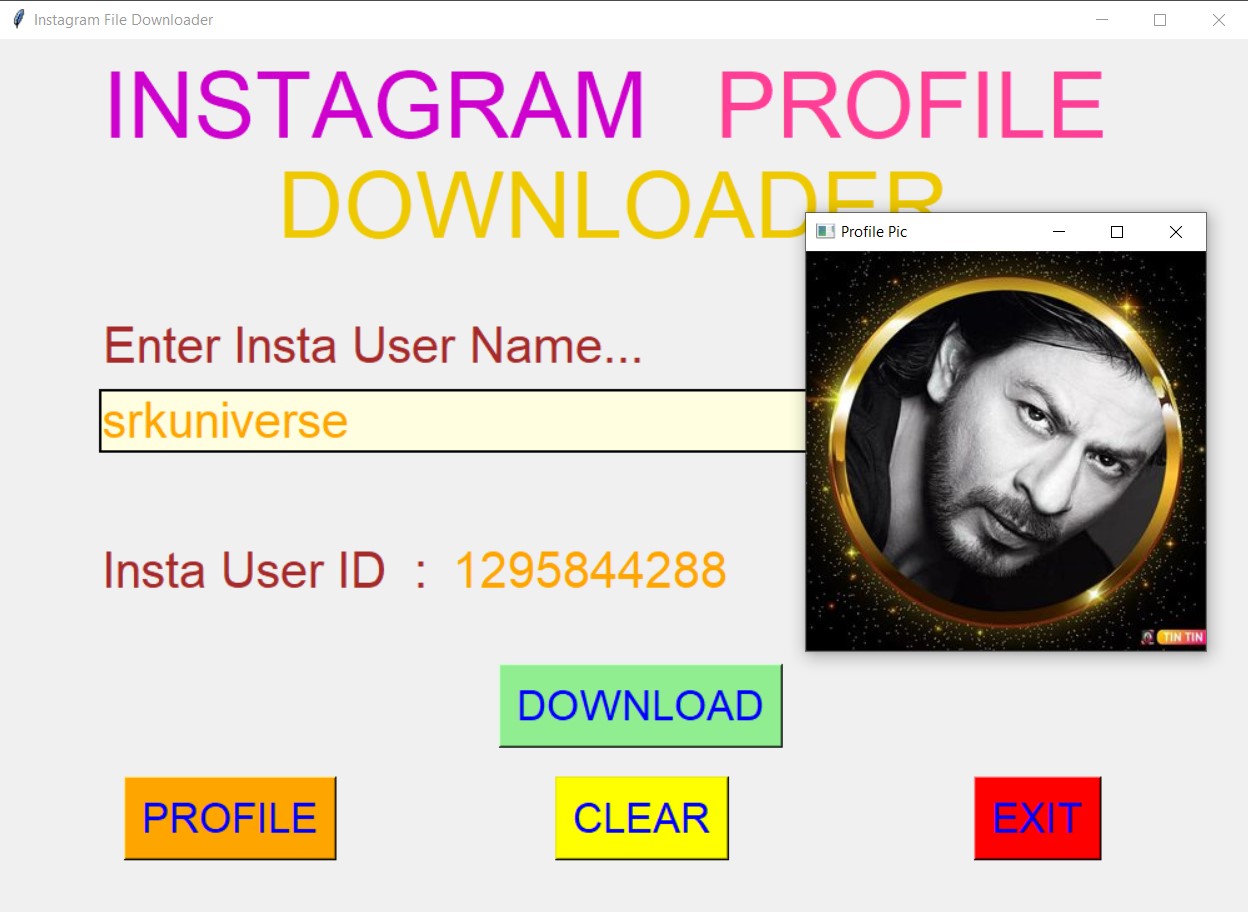 Instagram File Downloader
INSTAGRAM PROFILE
DOWNLOADER
Profile Pic
Enter Insta User Name...
srkuniverse
Insta User ID : 1295844288
TIN TIN
DOWNLOAD
PROFILE CLEAR EXIT